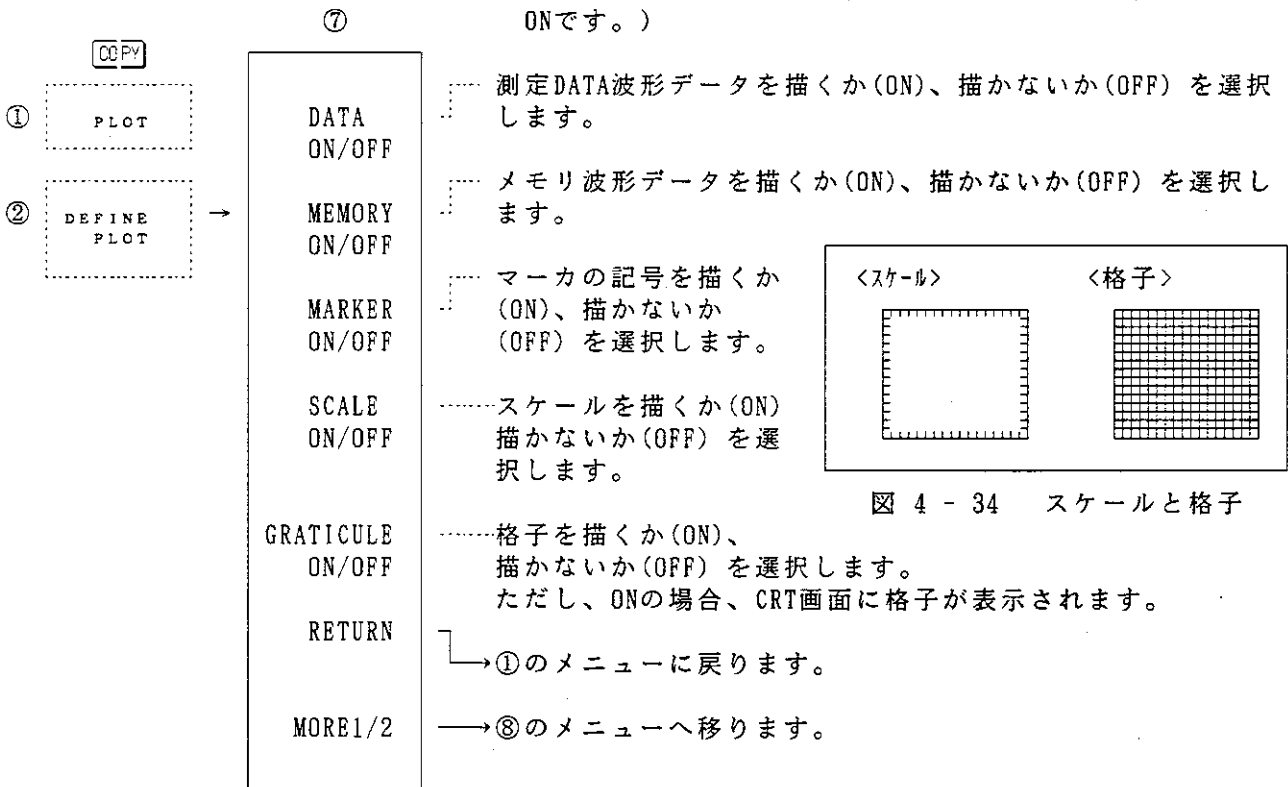 ⑦
ONです。)
COPY
① PLOT
② DEFINE
PLOT
→
DATA
ON/OFF
測定DATA波形データを描くか(ON)、描かないか(OFF) を選択
します。
MEMORY
ON/OFF
メモリ波形データを描くか(ON)、描かないか(OFF) を選択し
ます。
MARKER
ON/OFF
マーカの記号を描くか
(ON)、描かないか
(OFF) を選択します。
SCALE
ON/OFF
スケールを描くか(ON)
描かないか(OFF) を選
択します。
<スケール>
<格子>
図 4 - 34 スケールと格子
GRATICULE
ON/OFF
格子を描くか(ON)、
描かないか(OFF) を選択します。
ただし、ONの場合、CRT画面に格子が表示されます。
RETURN
→①のメニューに戻ります。
MORE1/2
→⑧のメニューへ移ります。